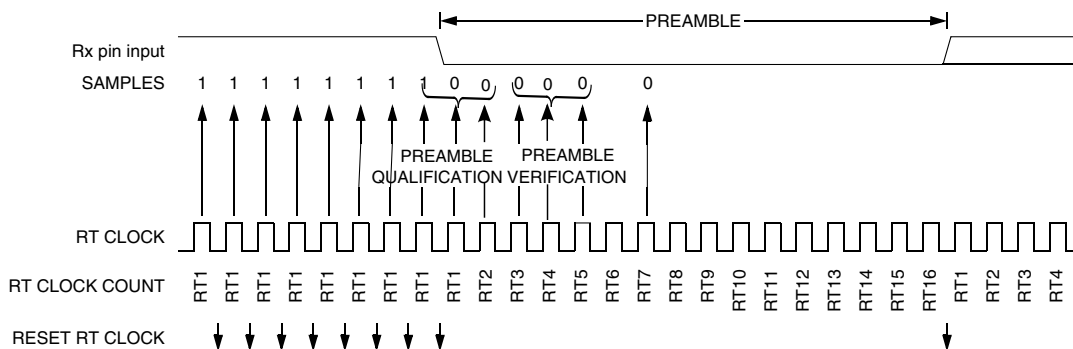 PREAMBLE
Rx pin input
SAMPLES 1 1 1 1 1 1 1 1 0 0 0 0 0 0
PREAMBLE PREAMBLE
QUALIFICATION VERIFICATION
RT CLOCK
RT CLOCK COUNT RT1 RT1 RT1 RT1 RT1 RT1 RT1 RT1 RT1 RT2 RT3 RT4 RT5 RT6 RT7 RT8 RT9 RT10 RT11 RT12 RT13 RT14 RT15 RT16 RT1 RT2 RT3 RT4
RESET RT CLOCK